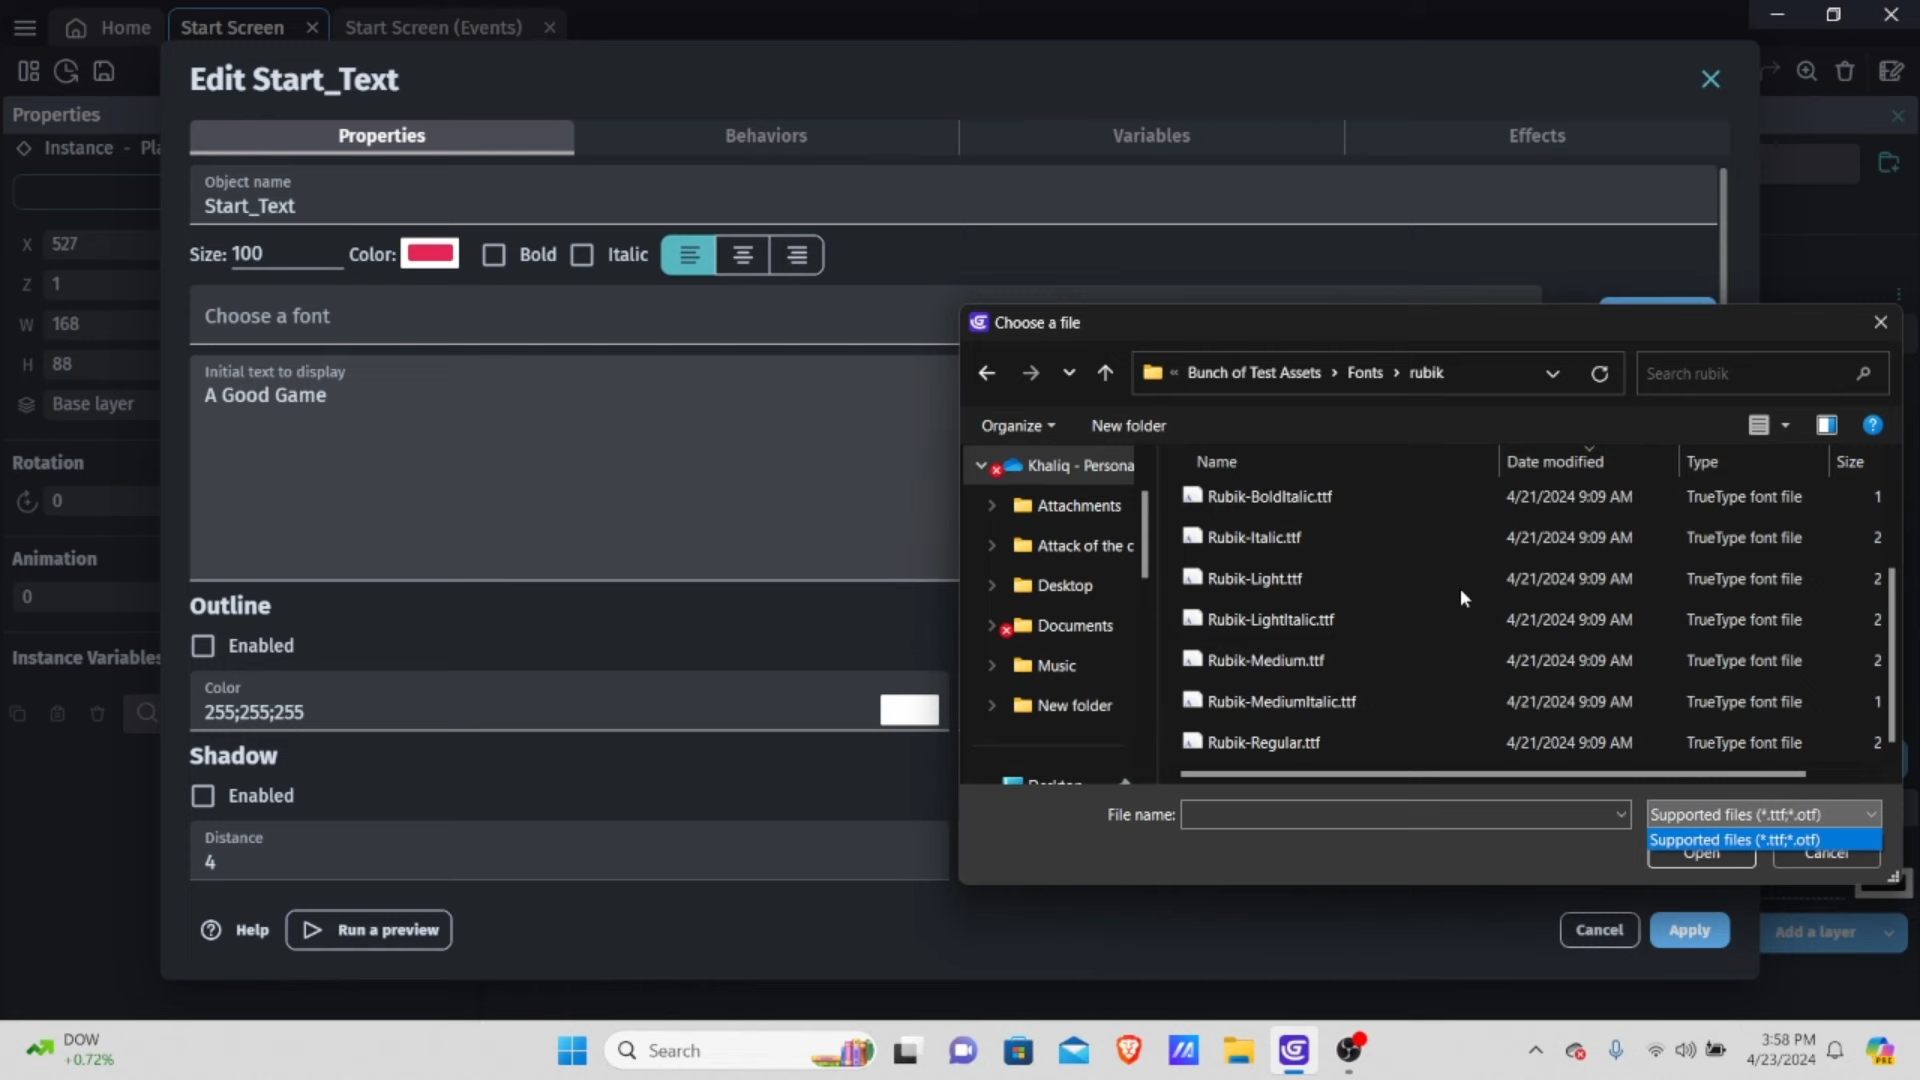 Home
Start Screen
Start Screen (Events)
Edit Start_Text
Properties
Instance - Pla
X 527
Z 1
W 168
H 88
Base layer
Rotation
0
Animation
0
Instance Variables
Properties
Behaviors
Variables
Effects
Object name
Start_Text
Size: 100
Color:
Bold
Italic
Choose a font
Initial text to display
A Good Game
Outline
Enabled
Color
255;255;255
Shadow
Enabled
Distance
4
Help
Run a preview
Cancel
Apply
Add a layer
Choose a file
« Bunch of Test Assets › Fonts › rubik
Search rubik
Organize
New folder
Khaliq - Persona
Attachments
Attack of the c
Desktop
Documents
Music
New folder
Name Date modified Type Size
Rubik-BoldItalic.ttf 4/21/2024 9:09 AM TrueType font file 1
Rubik-Italic.ttf 4/21/2024 9:09 AM TrueType font file 2
Rubik-Light.ttf 4/21/2024 9:09 AM TrueType font file 2
Rubik-LightItalic.ttf 4/21/2024 9:09 AM TrueType font file 2
Rubik-Medium.ttf 4/21/2024 9:09 AM TrueType font file 2
Rubik-MediumItalic.ttf 4/21/2024 9:09 AM TrueType font file 1
Rubik-Regular.ttf 4/21/2024 9:09 AM TrueType font file 2
File name:
Supported files (*.ttf;*.otf)
Supported files (*.ttf;*.otf)
Open
Cancel
DOW
+0.72%
Search
3:58 PM
4/23/2024
PRE